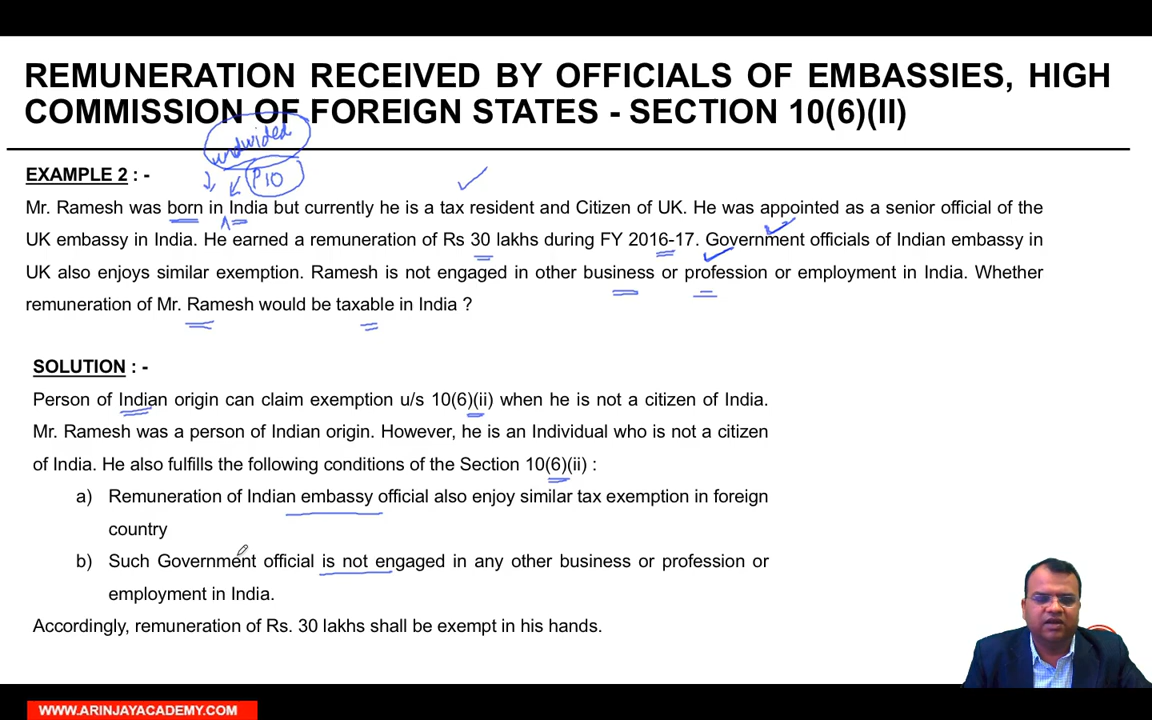 REMUNERATION RECEIVED BY OFFICIALS OF EMBASSIES, HIGH
COMMISSION OF FOREIGN STATES - SECTION 10(6)(II)
undivided
PIO
EXAMPLE 2 : -
Mr. Ramesh was born in India but currently he is a tax resident and Citizen of UK. He was appointed as a senior official of the
UK embassy in India. He earned a remuneration of Rs 30 lakhs during FY 2016-17. Government officials of Indian embassy in
UK also enjoys similar exemption. Ramesh is not engaged in other business or profession or employment in India. Whether
remuneration of Mr. Ramesh would be taxable in India ?
SOLUTION : -
Person of Indian origin can claim exemption u/s 10(6)(ii) when he is not a citizen of India.
Mr. Ramesh was a person of Indian origin. However, he is an Individual who is not a citizen
of India. He also fulfills the following conditions of the Section 10(6)(ii) :
a) Remuneration of Indian embassy official also enjoy similar tax exemption in foreign
country
b) Such Government official is not engaged in any other business or profession or
employment in India.
Accordingly, remuneration of Rs. 30 lakhs shall be exempt in his hands.
WWW.ARINJAYACADEMY.COM